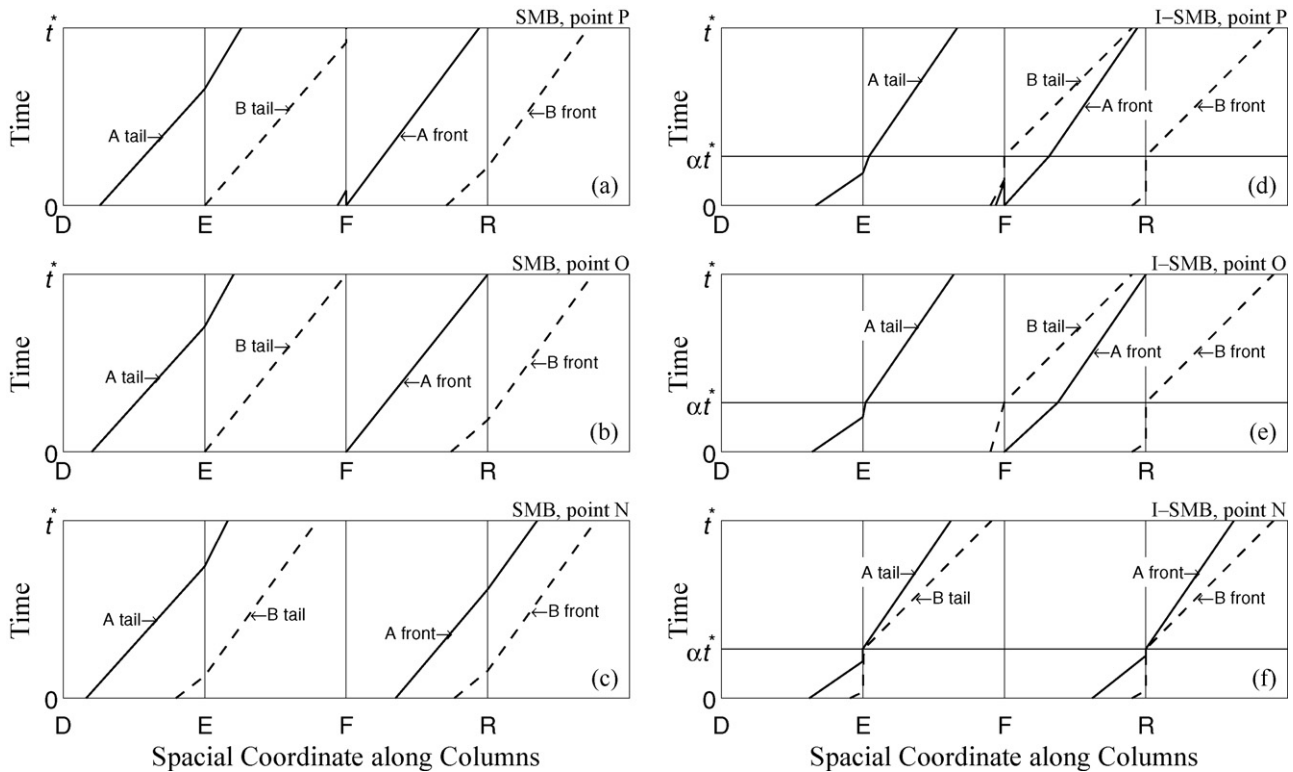 SMB, point P
t*
Time
A tail→
B tail→
←A front
←B front
(a)
0
D E F R
SMB, point O
t*
Time
A tail→
B tail→
←A front
←B front
(b)
0
D E F R
SMB, point N
t*
Time
A tail→
←B tail
A front→
←B front
(c)
0
D E F R
Spacial Coordinate along Columns
I–SMB, point P
t*
Time
A tail→
B tail→
←A front
B front→
αt*
(d)
0
D E F R
I–SMB, point O
t*
Time
A tail→
B tail→
←A front
←B front
αt*
(e)
0
D E F R
I–SMB, point N
t*
Time
A tail→
←B tail
A front→
←B front
αt*
(f)
0
D E F R
Spacial Coordinate along Columns